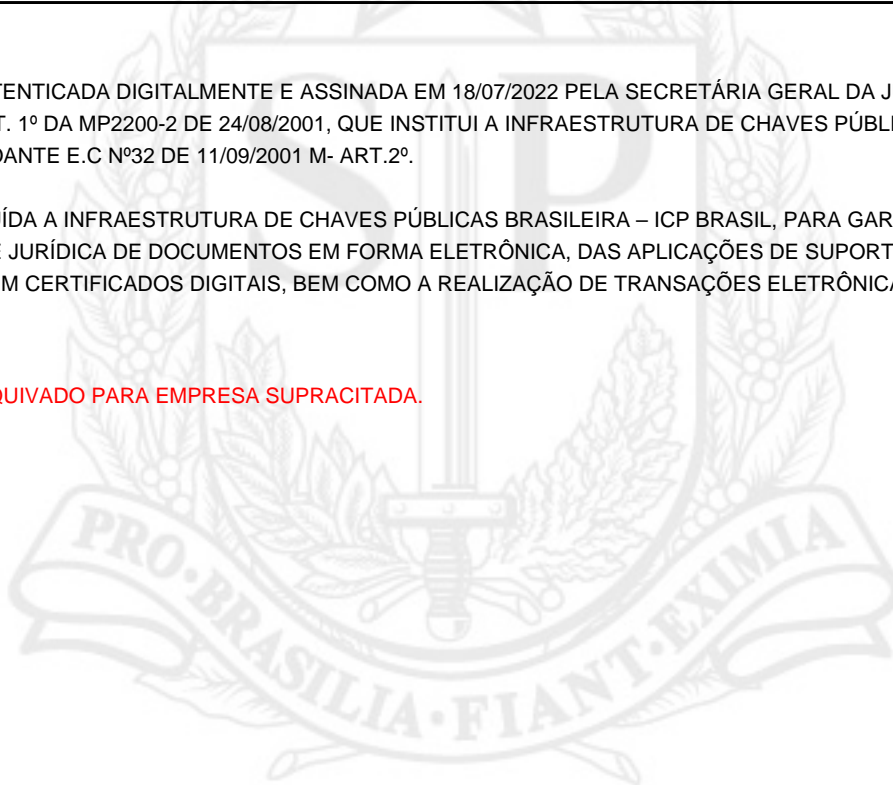 TENTICADA DIGITALMENTE E ASSINADA EM 18/07/2022 PELA SECRETÁRIA GERAL DA J
T. 1º DA MP2200-2 DE 24/08/2001, QUE INSTITUI A INFRAESTRUTURA DE CHAVES PÚBLI
DANTE E.C Nº32 DE 11/09/2001 M- ART.2º.
UÍDA A INFRAESTRUTURA DE CHAVES PÚBLICAS BRASILEIRA – ICP BRASIL, PARA GAR
E JURÍDICA DE DOCUMENTOS EM FORMA ELETRÔNICA, DAS APLICAÇÕES DE SUPORT
M CERTIFICADOS DIGITAIS, BEM COMO A REALIZAÇÃO DE TRANSAÇÕES ELETRÔNICA
QUIVADO PARA EMPRESA SUPRACITADA.
SP
PRO·BRASILIA·FIANT·EXIMIA